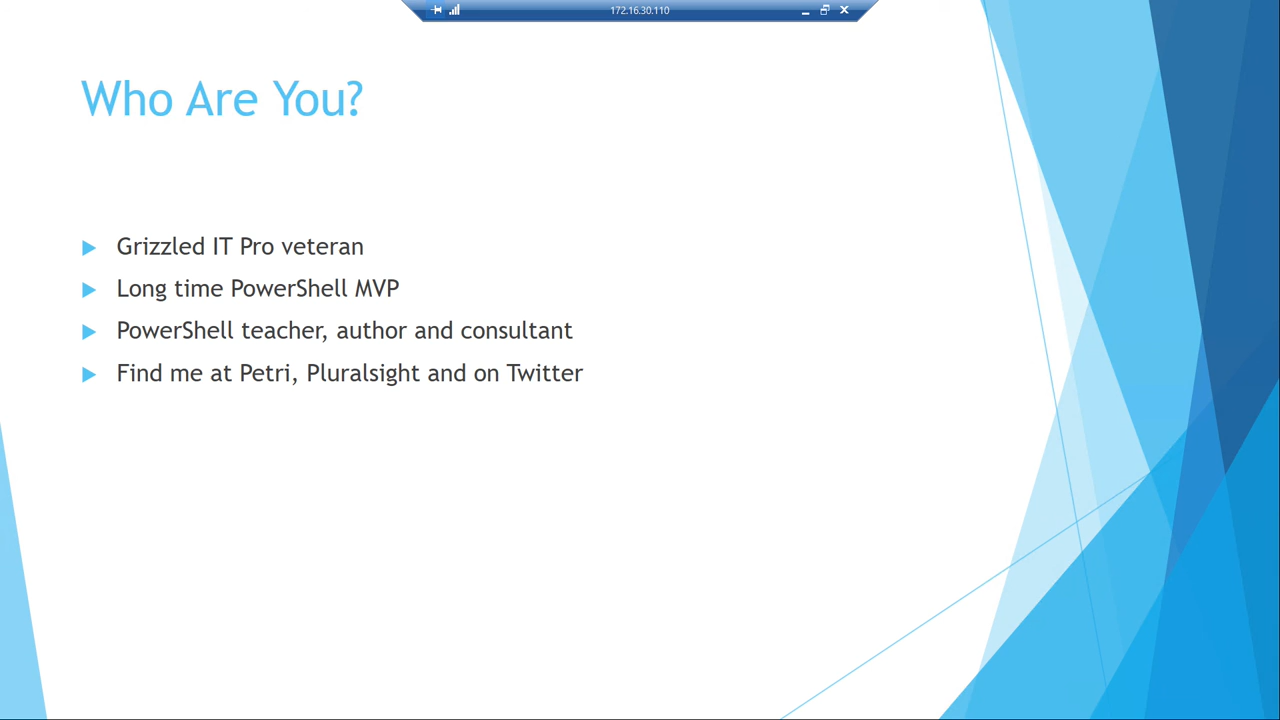 172.16.30.110
Who Are You?
Grizzled IT Pro veteran
Long time PowerShell MVP
PowerShell teacher, author and consultant
Find me at Petri, Pluralsight and on Twitter